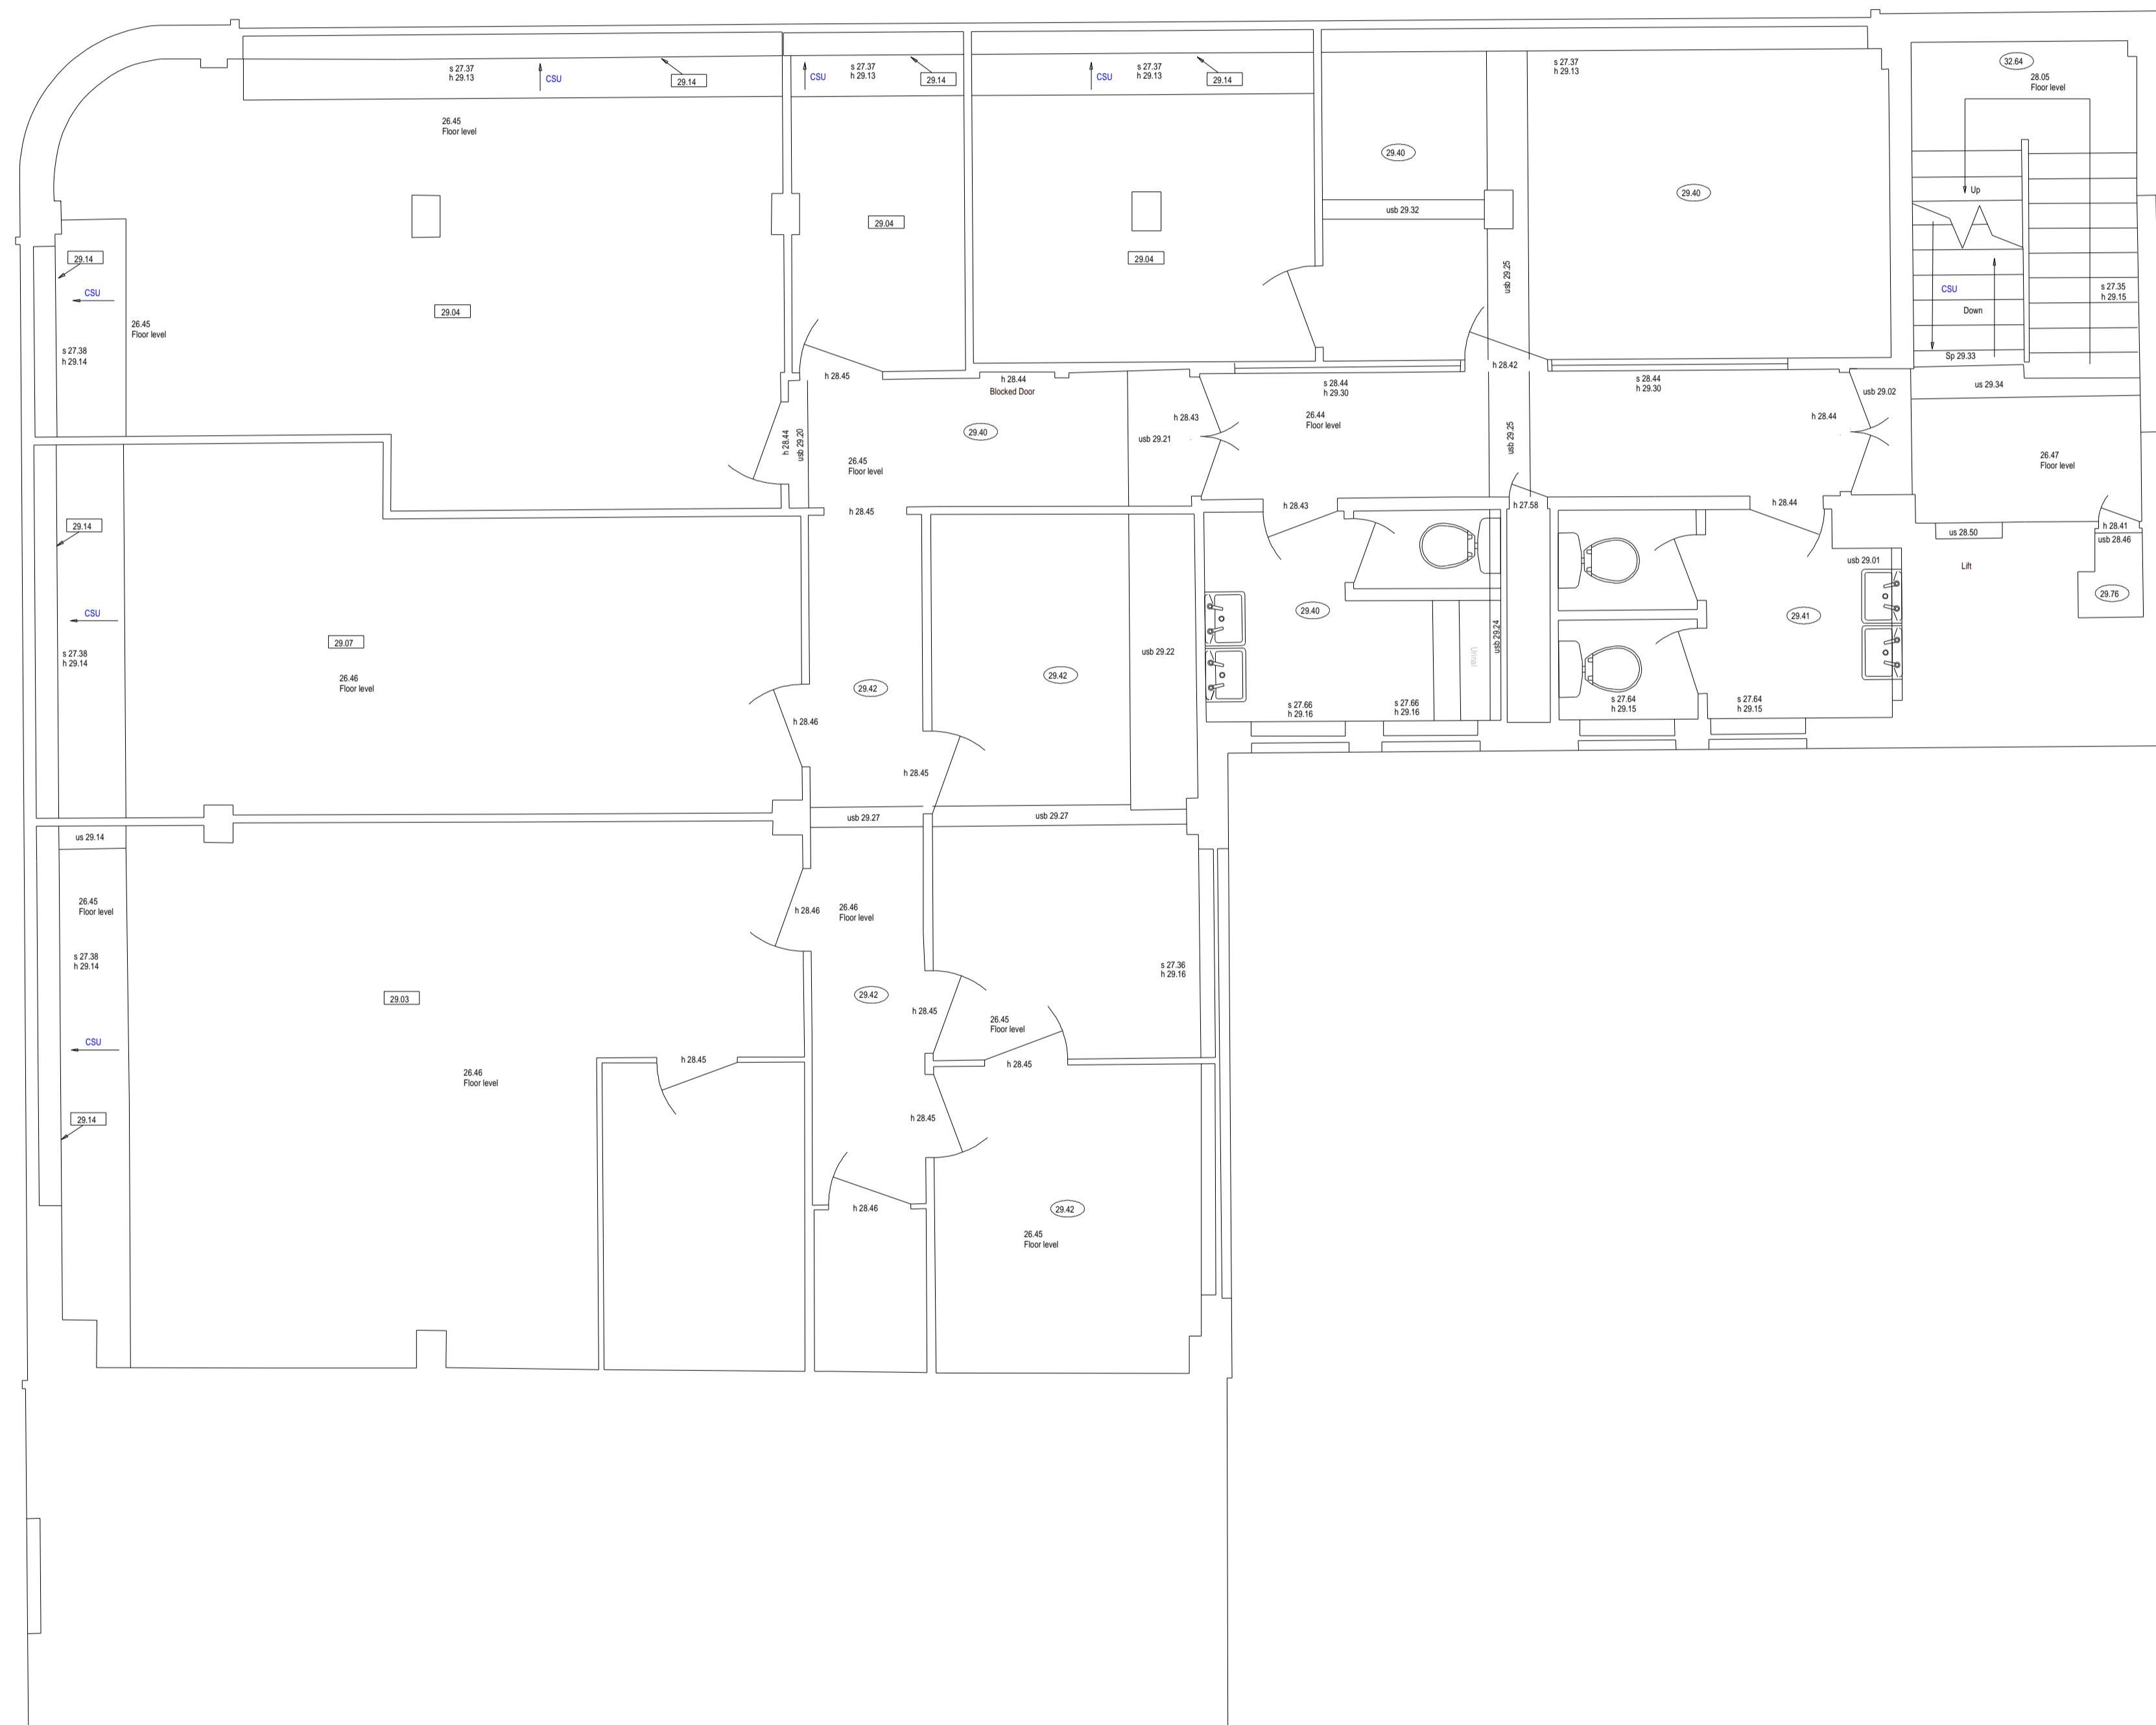 s 27.37
h 29.13
CSU
29.14
CSU
s 27.37
h 29.13
29.14
CSU
s 27.37
h 29.13
29.14
s 27.37
h 29.13
32.64
28.05
Floor level
26.45
Floor level
29.40
29.40
Up
usb 29.32
29.04
29.04
29.14
CSU
29.04
26.45
Floor level
s 27.38
h 29.14
usb 29.25
CSU
s 27.35
h 29.15
Down
Sp 29.33
h 28.45
h 28.44
Blocked Door
h 28.42
s 28.44
h 29.30
s 28.44
h 29.30
us 29.34
usb 29.02
h 28.43
26.44
Floor level
h 28.44
usb 29.21
29.40
h 28.44
usb 29.20
usb 29.25
26.45
Floor level
26.47
Floor level
h 28.45
h 28.43
h 27.58
h 28.44
29.14
us 28.50
h 28.41
usb 28.46
usb 29.01
Lift
CSU
29.40
29.41
29.76
29.07
s 27.38
h 29.14
26.46
Floor level
29.42
29.42
usb 29.22
Urinal
usb 29.24
s 27.66
h 29.16
s 27.66
h 29.16
s 27.64
h 29.15
s 27.64
h 29.15
h 28.46
h 28.45
usb 29.27
usb 29.27
us 29.14
26.45
Floor level
h 28.46
26.46
Floor level
s 27.38
h 29.14
s 27.36
h 29.16
29.03
29.42
h 28.45
26.45
Floor level
CSU
h 28.45
h 28.45
26.46
Floor level
29.14
h 28.45
h 28.46
29.42
26.45
Floor level